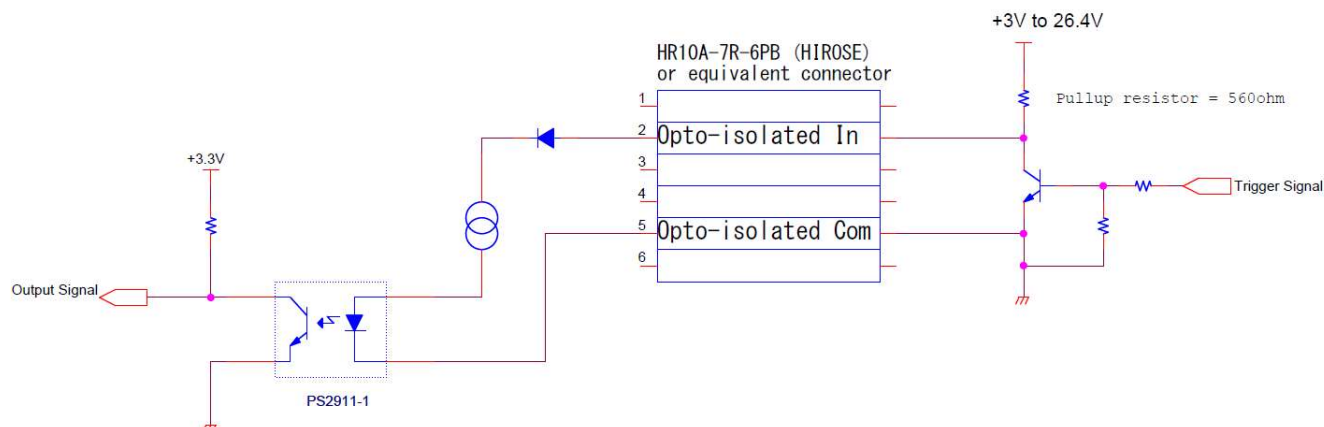 +3V to 26.4V
HR10A-7R-6PB (HIROSE)
or equivalent connector
1
Pullup resistor = 560ohm
2
Opto-isolated In
+3.3V
3
4
Trigger Signal
5
Opto-isolated Com
6
Output Signal
PS2911-1